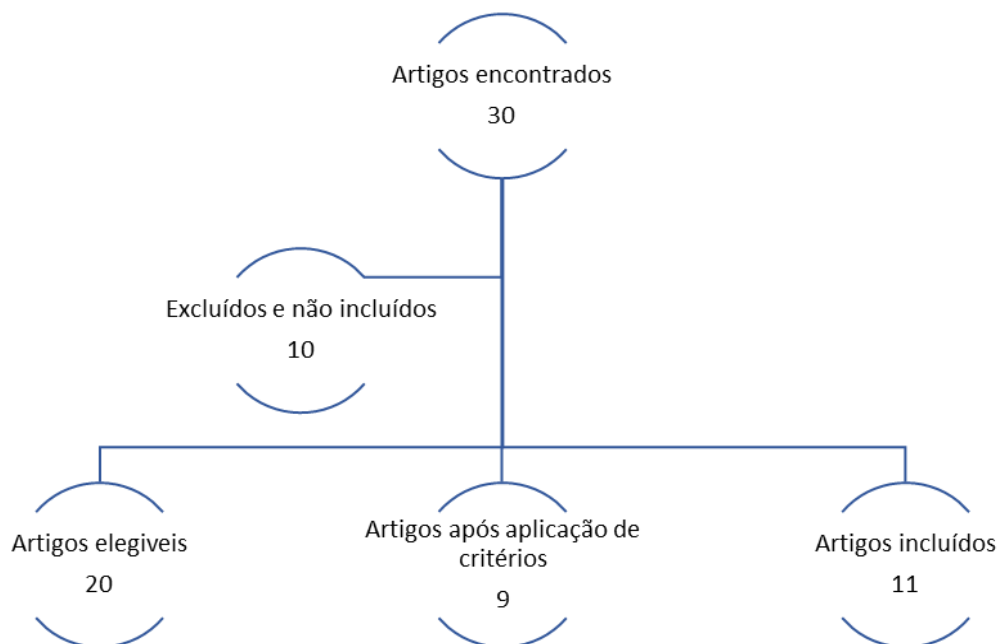 Artigos encontrados
30
Excluídos e não incluídos
10
Artigos elegiveis
20
Artigos após aplicação de
critérios
9
Artigos incluídos
11